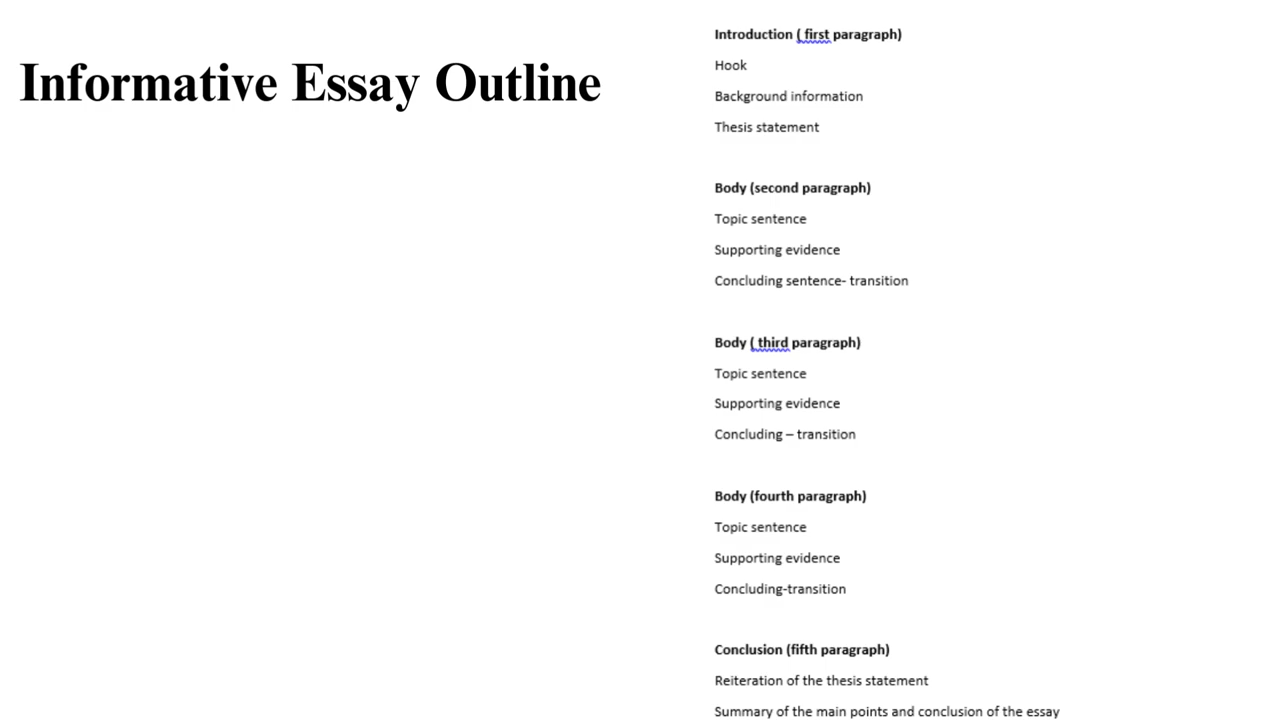 Informative Essay Outline
Introduction ( first paragraph)
Hook
Background information
Thesis statement
Body (second paragraph)
Topic sentence
Supporting evidence
Concluding sentence- transition
Body ( third paragraph)
Topic sentence
Supporting evidence
Concluding – transition
Body (fourth paragraph)
Topic sentence
Supporting evidence
Concluding-transition
Conclusion (fifth paragraph)
Reiteration of the thesis statement
Summary of the main points and conclusion of the essay